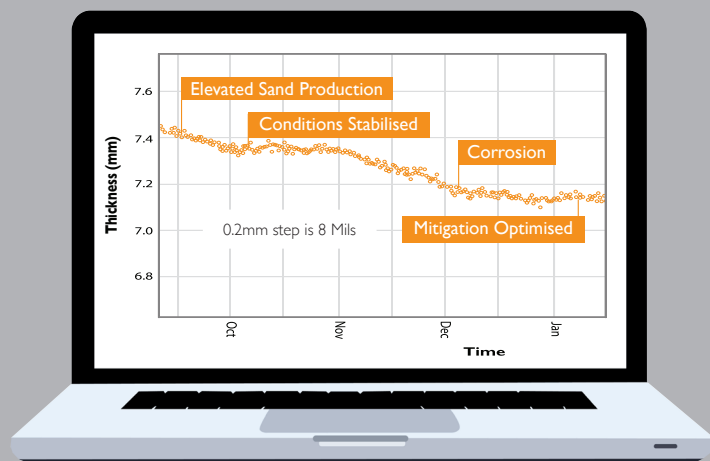 7.6
Elevated Sand Production
Conditions Stabilised
7.4
Corrosion
Thickness (mm)
7.2
0.2mm step is 8 Mils
Mitigation Optimised
7.0
6.8
Oct
Nov
Dec
Jan
Time